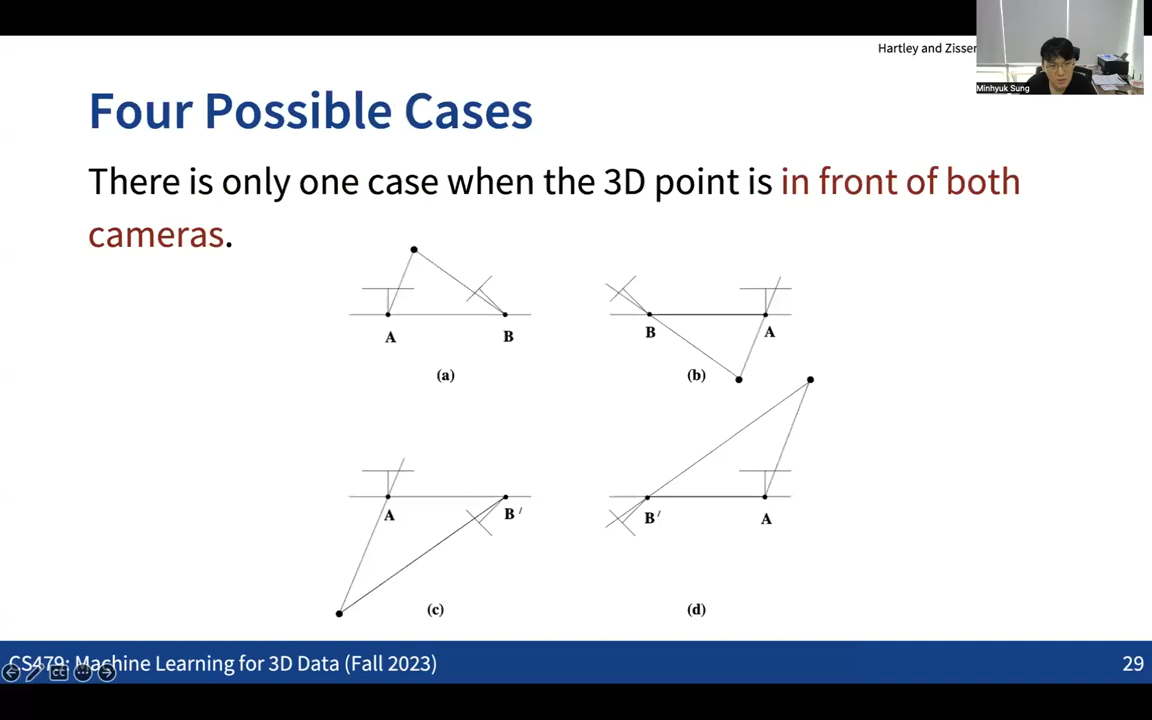 Hartley and Zisser
Minhyuk Sung
Four Possible Cases
There is only one case when the 3D point is in front of both
cameras.
A B
(a)
B A
(b)
A B′
(c)
B′ A
(d)
CS479: Machine Learning for 3D Data (Fall 2023)
29